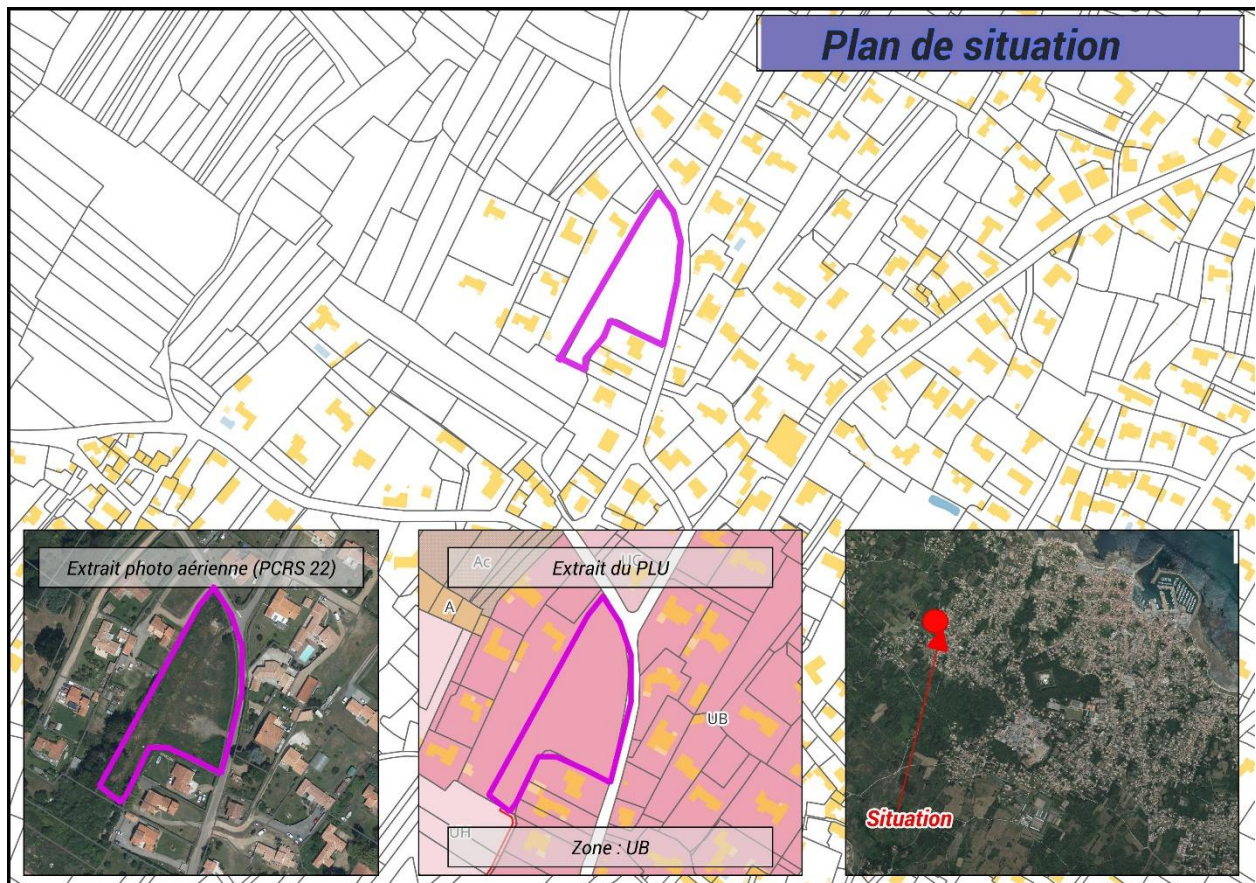 Plan de situation
Extrait photo aérienne (PCRS 22)
Ac
UC
Extrait du PLU
A
UB
UH
Zone : UB
Situation